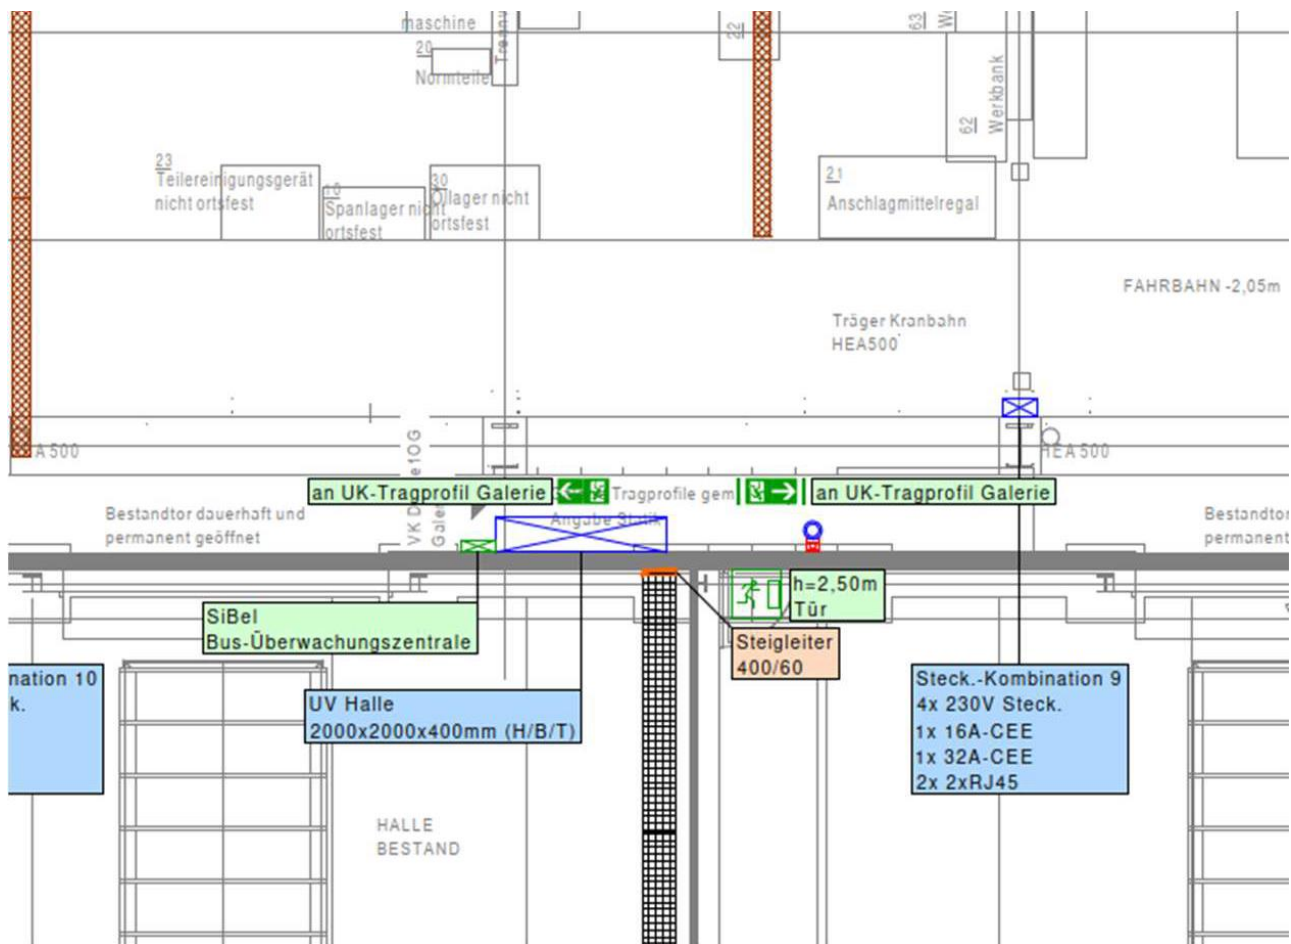 maschine
20
Normteile
22
63
62
Werkbank
23
Teilereinigungsgerät
nicht ortsfest
10
Spanlager nicht
ortsfest
30
Öllager nicht
ortsfest
21
Anschlagmittelregal
FAHRBAHN -2,05m
Träger Kranbahn
HEA500
A 500
HEA 500
an UK-Tragprofil Galerie
Tragprofile gem
Angabe Statik
an UK-Tragprofil Galerie
Bestandtor dauerhaft und
permanent geöffnet
Bestandtor
permanent
SiBel
Bus-Überwachungszentrale
h=2,50m
Tür
Steigleiter
400/60
nation 10
k.
UV Halle
2000x2000x400mm (H/B/T)
Steck.-Kombination 9
4x 230V Steck.
1x 16A-CEE
1x 32A-CEE
2x 2xRJ45
HALLE
BESTAND